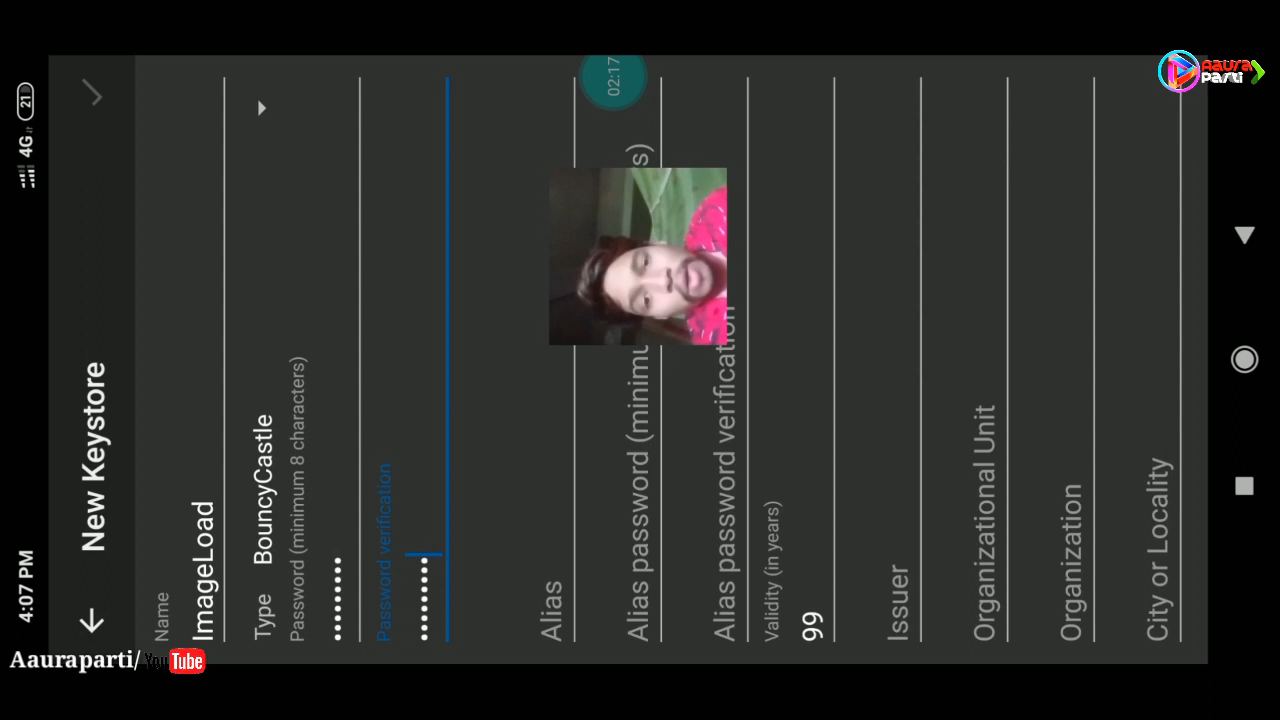 4:07 PM
4G 21
New Keystore
Name
ImageLoad
Type BouncyCastle
Password (minimum 8 characters)
Password verification
02:17
Alias
Alias password (minimu s)
Alias password verification
Validity (in years)
99
Issuer
Organizational Unit
Organization
City or Locality
Aaura
Parti
Aauraparti/YouTube